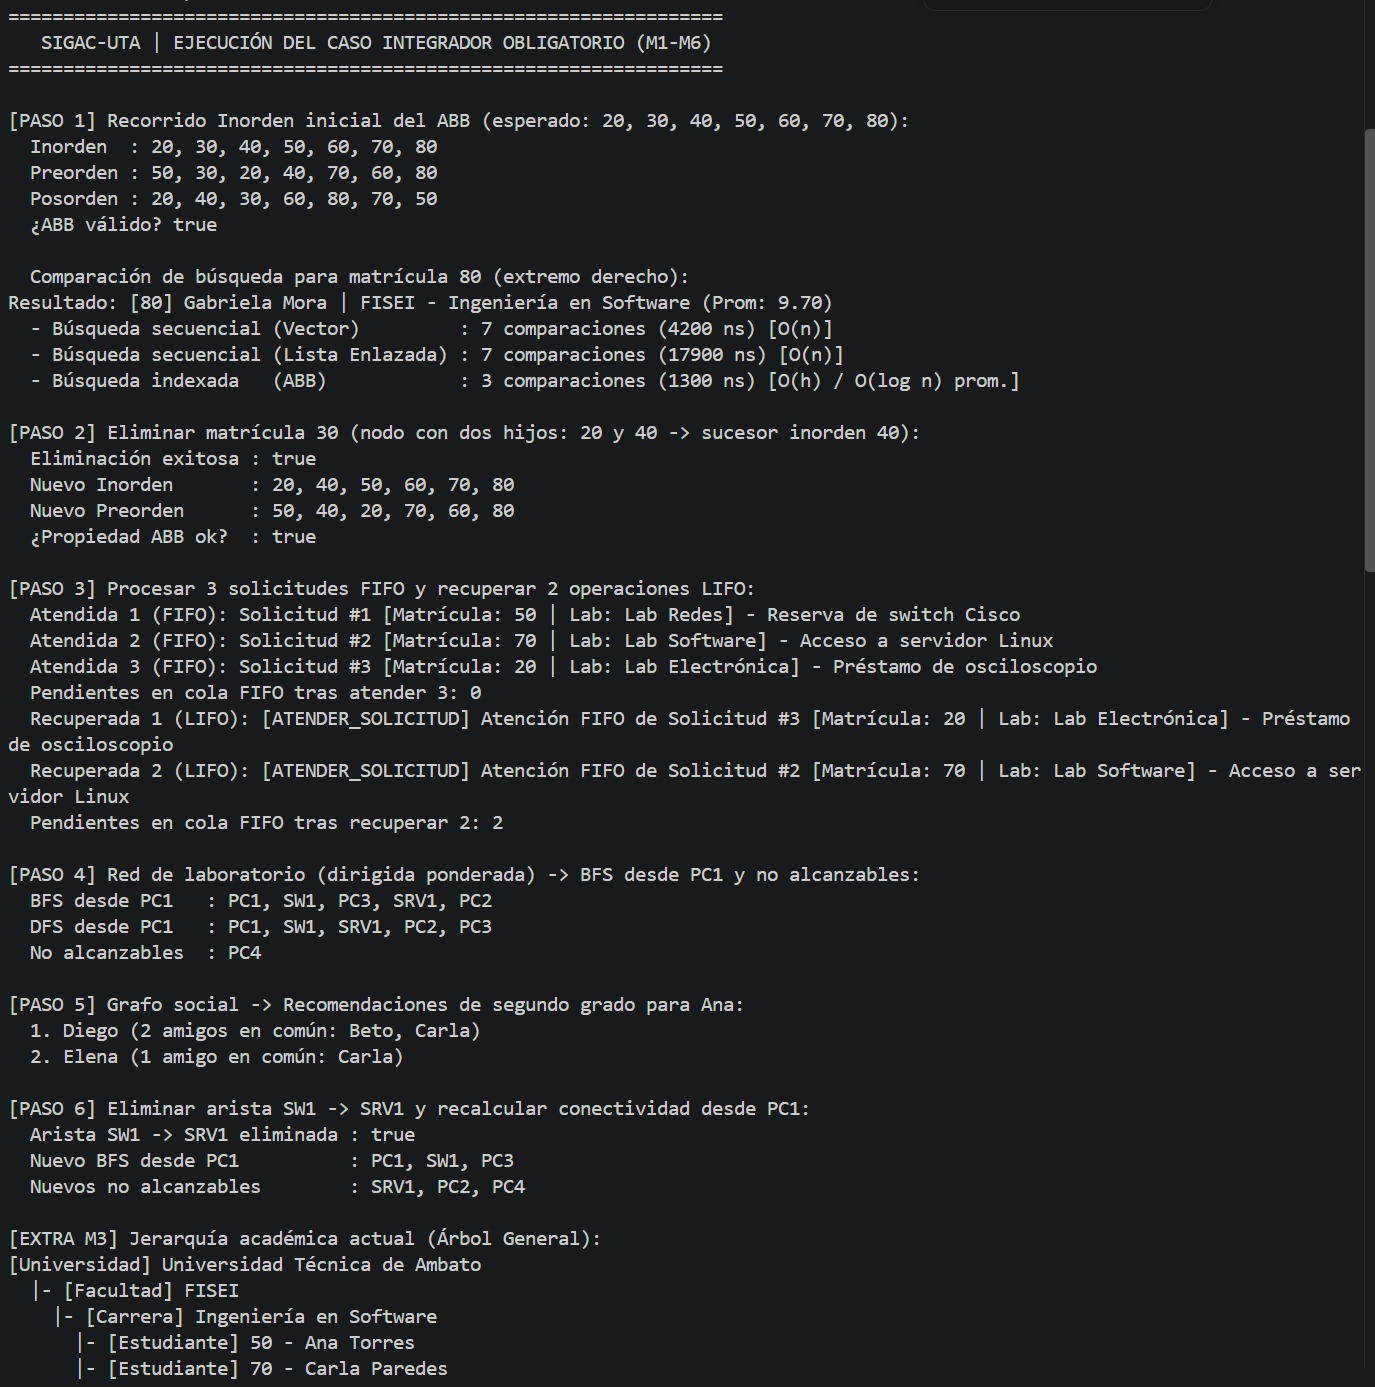 ==================================================================
   SIGAC-UTA | EJECUCIÓN DEL CASO INTEGRADOR OBLIGATORIO (M1-M6)
==================================================================

[PASO 1] Recorrido Inorden inicial del ABB (esperado: 20, 30, 40, 50, 60, 70, 80):
  Inorden  : 20, 30, 40, 50, 60, 70, 80
  Preorden : 50, 30, 20, 40, 70, 60, 80
  Posorden : 20, 40, 30, 60, 80, 70, 50
  ¿ABB válido? true

  Comparación de búsqueda para matrícula 80 (extremo derecho):
Resultado: [80] Gabriela Mora | FISEI - Ingeniería en Software (Prom: 9.70)
  - Búsqueda secuencial (Vector)         : 7 comparaciones (4200 ns) [O(n)]
  - Búsqueda secuencial (Lista Enlazada) : 7 comparaciones (17900 ns) [O(n)]
  - Búsqueda indexada   (ABB)            : 3 comparaciones (1300 ns) [O(h) / O(log n) prom.]

[PASO 2] Eliminar matrícula 30 (nodo con dos hijos: 20 y 40 -> sucesor inorden 40):
  Eliminación exitosa : true
  Nuevo Inorden       : 20, 40, 50, 60, 70, 80
  Nuevo Preorden      : 50, 40, 20, 70, 60, 80
  ¿Propiedad ABB ok?  : true

[PASO 3] Procesar 3 solicitudes FIFO y recuperar 2 operaciones LIFO:
  Atendida 1 (FIFO): Solicitud #1 [Matrícula: 50 | Lab: Lab Redes] - Reserva de switch Cisco
  Atendida 2 (FIFO): Solicitud #2 [Matrícula: 70 | Lab: Lab Software] - Acceso a servidor Linux
  Atendida 3 (FIFO): Solicitud #3 [Matrícula: 20 | Lab: Lab Electrónica] - Préstamo de osciloscopio
  Pendientes en cola FIFO tras atender 3: 0
  Recuperada 1 (LIFO): [ATENDER_SOLICITUD] Atención FIFO de Solicitud #3 [Matrícula: 20 | Lab: Lab Electrónica] - Préstamo
de osciloscopio
  Recuperada 2 (LIFO): [ATENDER_SOLICITUD] Atención FIFO de Solicitud #2 [Matrícula: 70 | Lab: Lab Software] - Acceso a ser
vidor Linux
  Pendientes en cola FIFO tras recuperar 2: 2

[PASO 4] Red de laboratorio (dirigida ponderada) -> BFS desde PC1 y no alcanzables:
  BFS desde PC1   : PC1, SW1, PC3, SRV1, PC2
  DFS desde PC1   : PC1, SW1, SRV1, PC2, PC3
  No alcanzables  : PC4

[PASO 5] Grafo social -> Recomendaciones de segundo grado para Ana:
  1. Diego (2 amigos en común: Beto, Carla)
  2. Elena (1 amigo en común: Carla)

[PASO 6] Eliminar arista SW1 -> SRV1 y recalcular conectividad desde PC1:
  Arista SW1 -> SRV1 eliminada : true
  Nuevo BFS desde PC1          : PC1, SW1, PC3
  Nuevos no alcanzables        : SRV1, PC2, PC4

[EXTRA M3] Jerarquía académica actual (Árbol General):
[Universidad] Universidad Técnica de Ambato
  |- [Facultad] FISEI
    |- [Carrera] Ingeniería en Software
      |- [Estudiante] 50 - Ana Torres
      |- [Estudiante] 70 - Carla Paredes